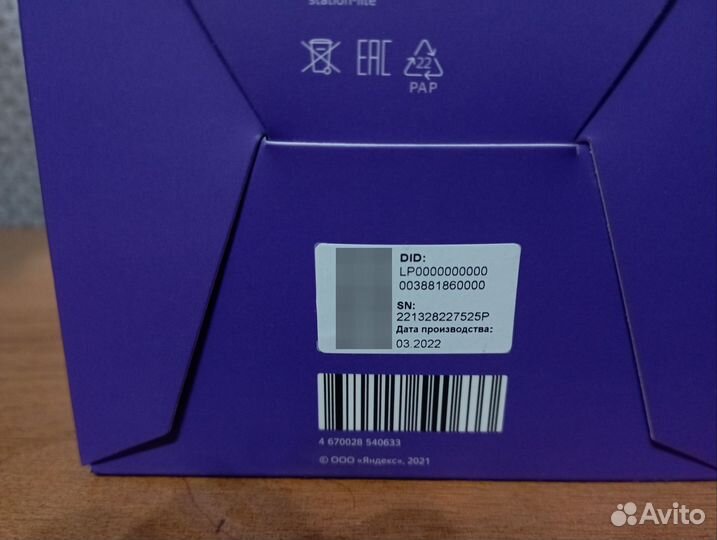 station-lite
EAC
22
PAP
DID:
LP0000000000
003881860000
SN:
221328227525P
Дата производства:
03.2022
4 670028 540633
© ООО «Яндекс», 2021
Avito